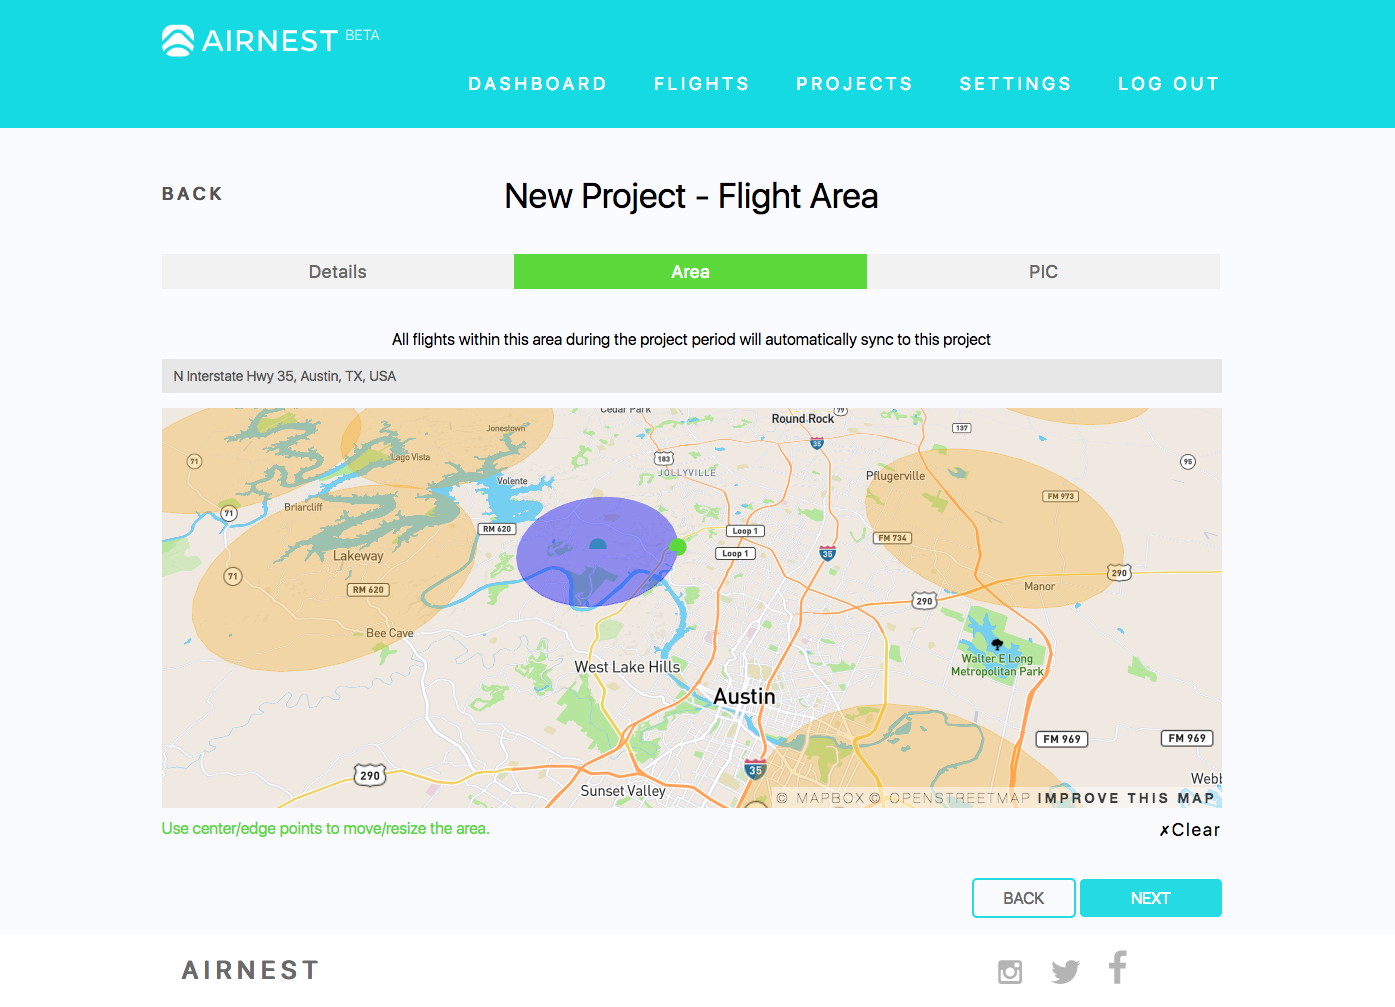 AIRNEST BETA
DASHBOARD FLIGHTS PROJECTS SETTINGS LOG OUT
BACK
New Project - Flight Area
Details Area PIC
All flights within this area during the project period will automatically sync to this project
N Interstate Hwy 35, Austin, TX, USA
Cedar Park
79
Round Rock
137
Jonestown
35
Lago Vista
183
71
95
JOLLYVILLE
Pflugerville
Volente
FM 973
Briarcliff
71
RM 620
Loop 1
FM 734
Loop 1
35
Lakeway
290
71
RM 620
Manor
290
Bee Cave
Walter E Long
Metropolitan Park
West Lake Hills
Austin
FM 969
FM 969
35
290
Webb
Sunset Valley
© MAPBOX © OPENSTREETMAP IMPROVE THIS MAP
Use center/edge points to move/resize the area.
✗Clear
BACK NEXT
AIRNEST